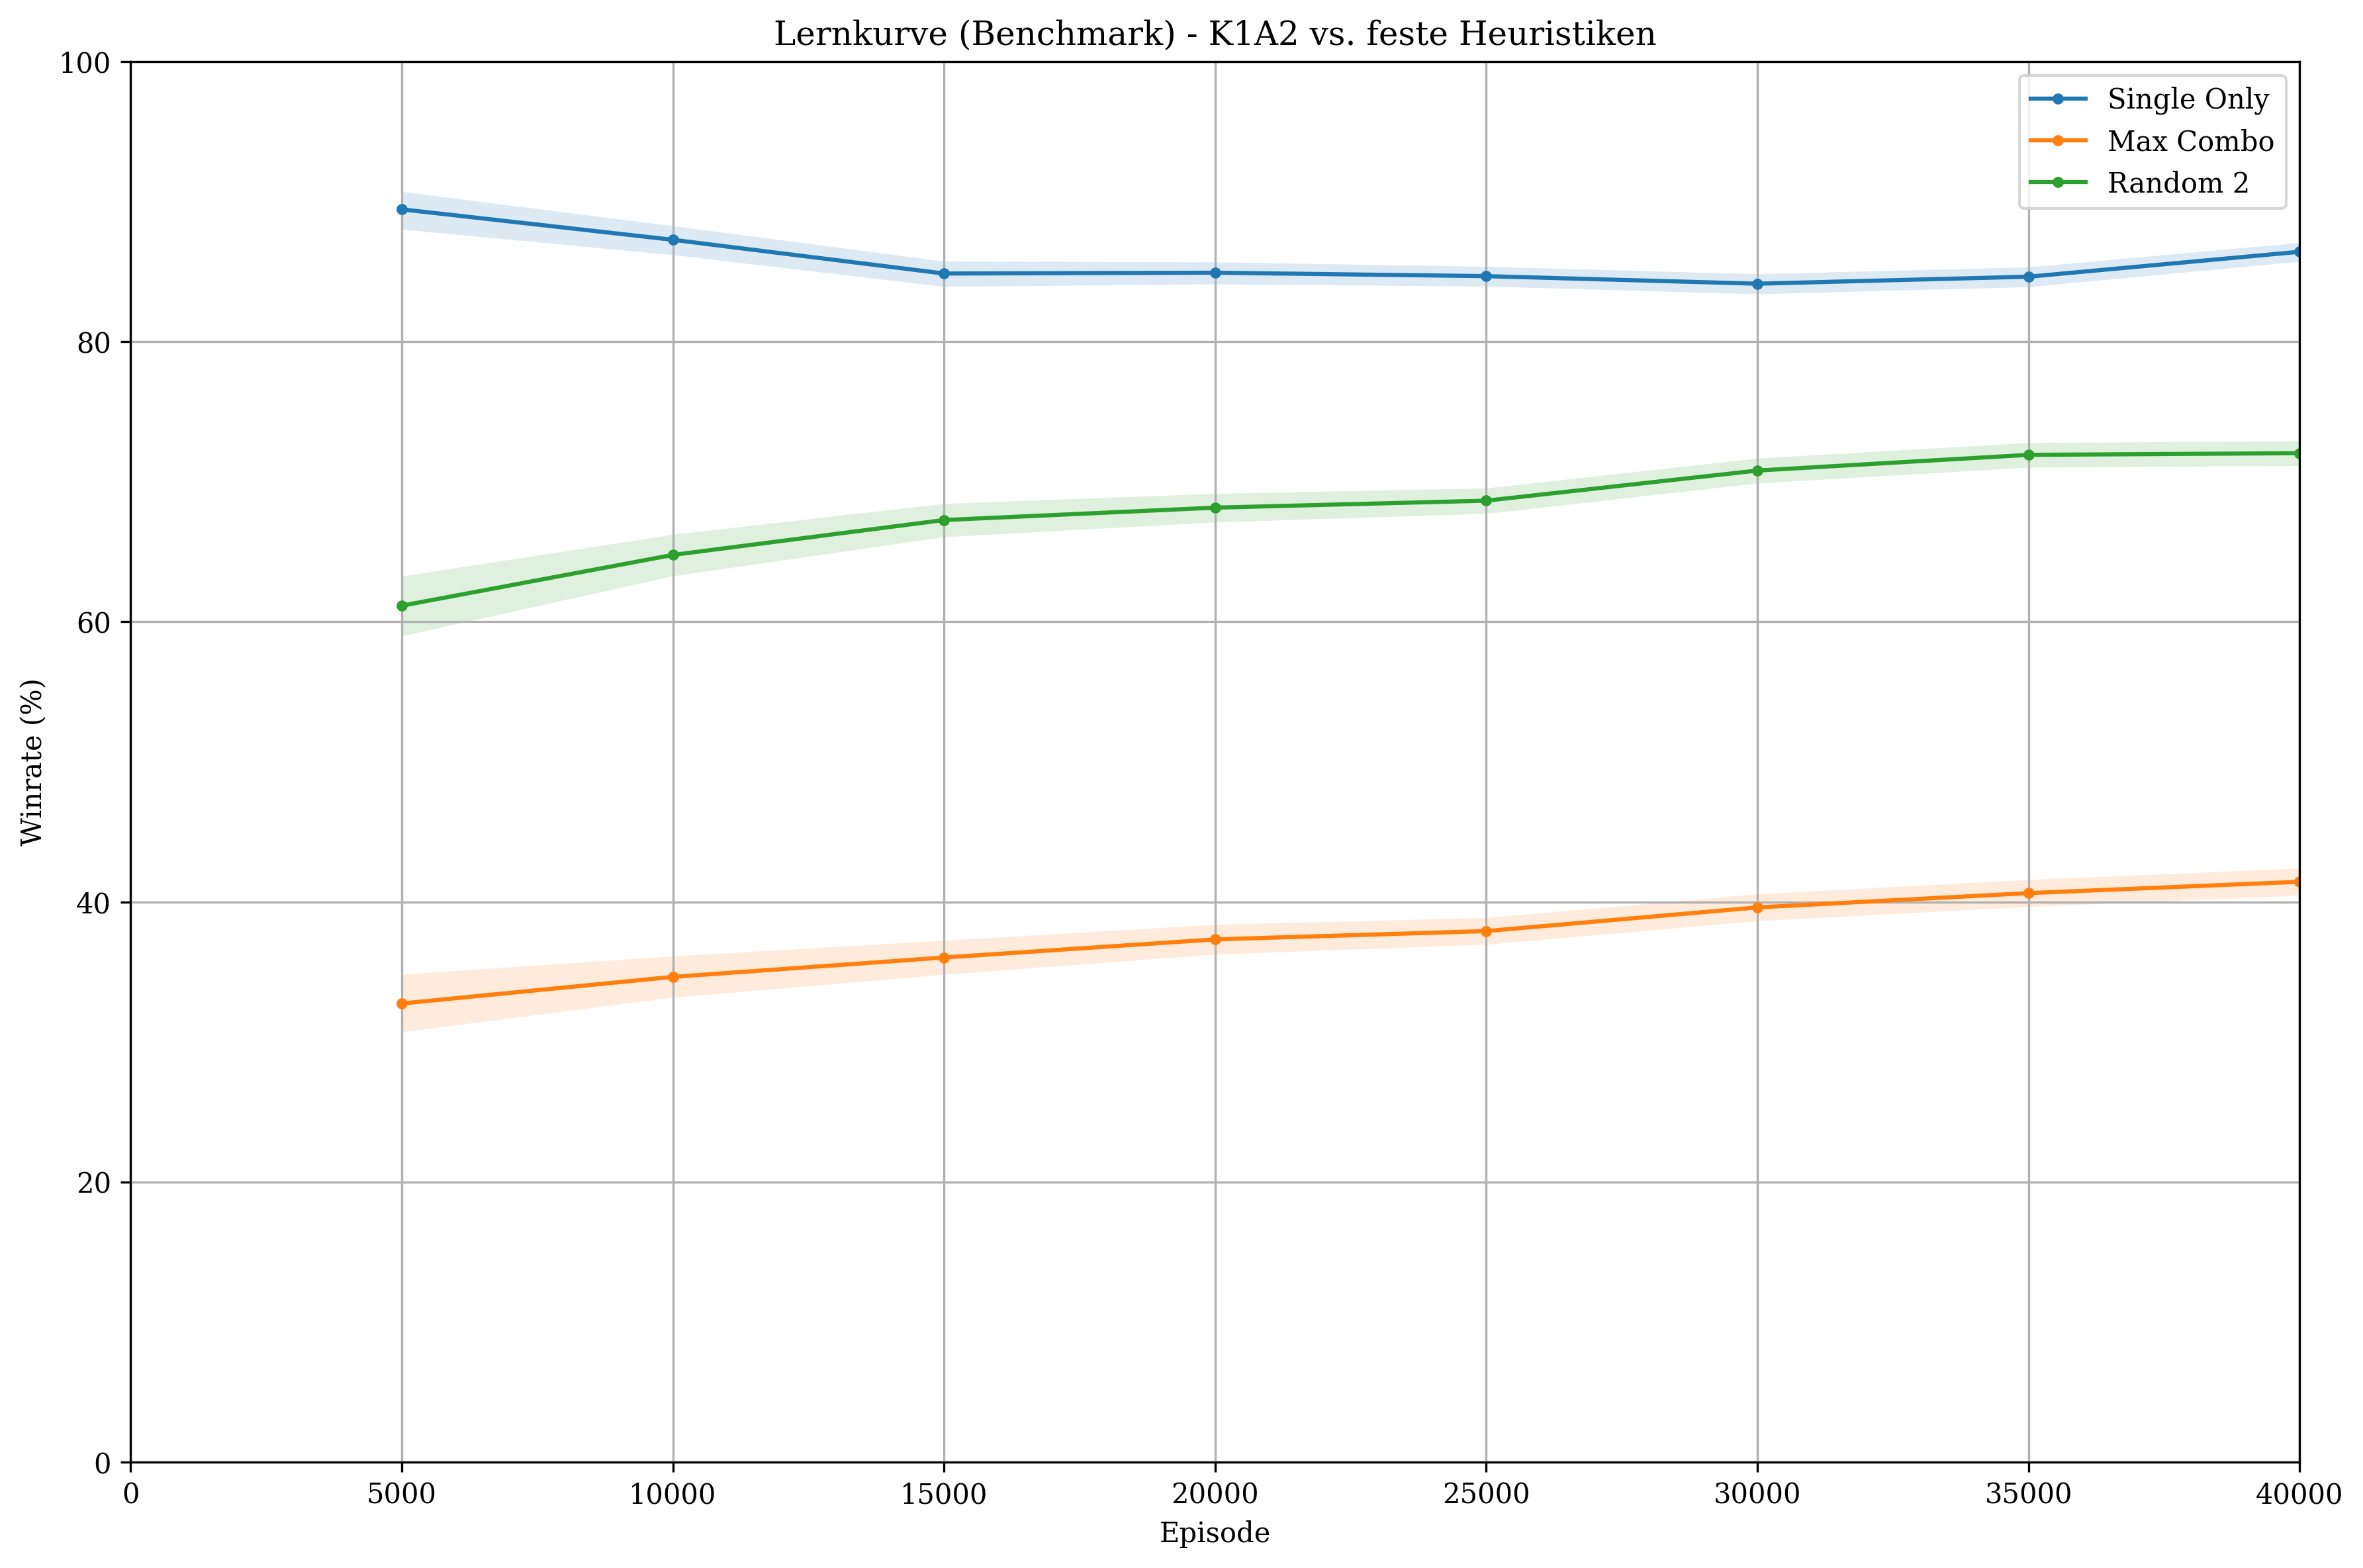 Lernkurve (Benchmark) - K1A2 vs. feste Heuristiken
Single Only
Max Combo
Random 2
Winrate (%)
100
80
60
40
20
0
0 5000 10000 15000 20000 25000 30000 35000 40000
Episode